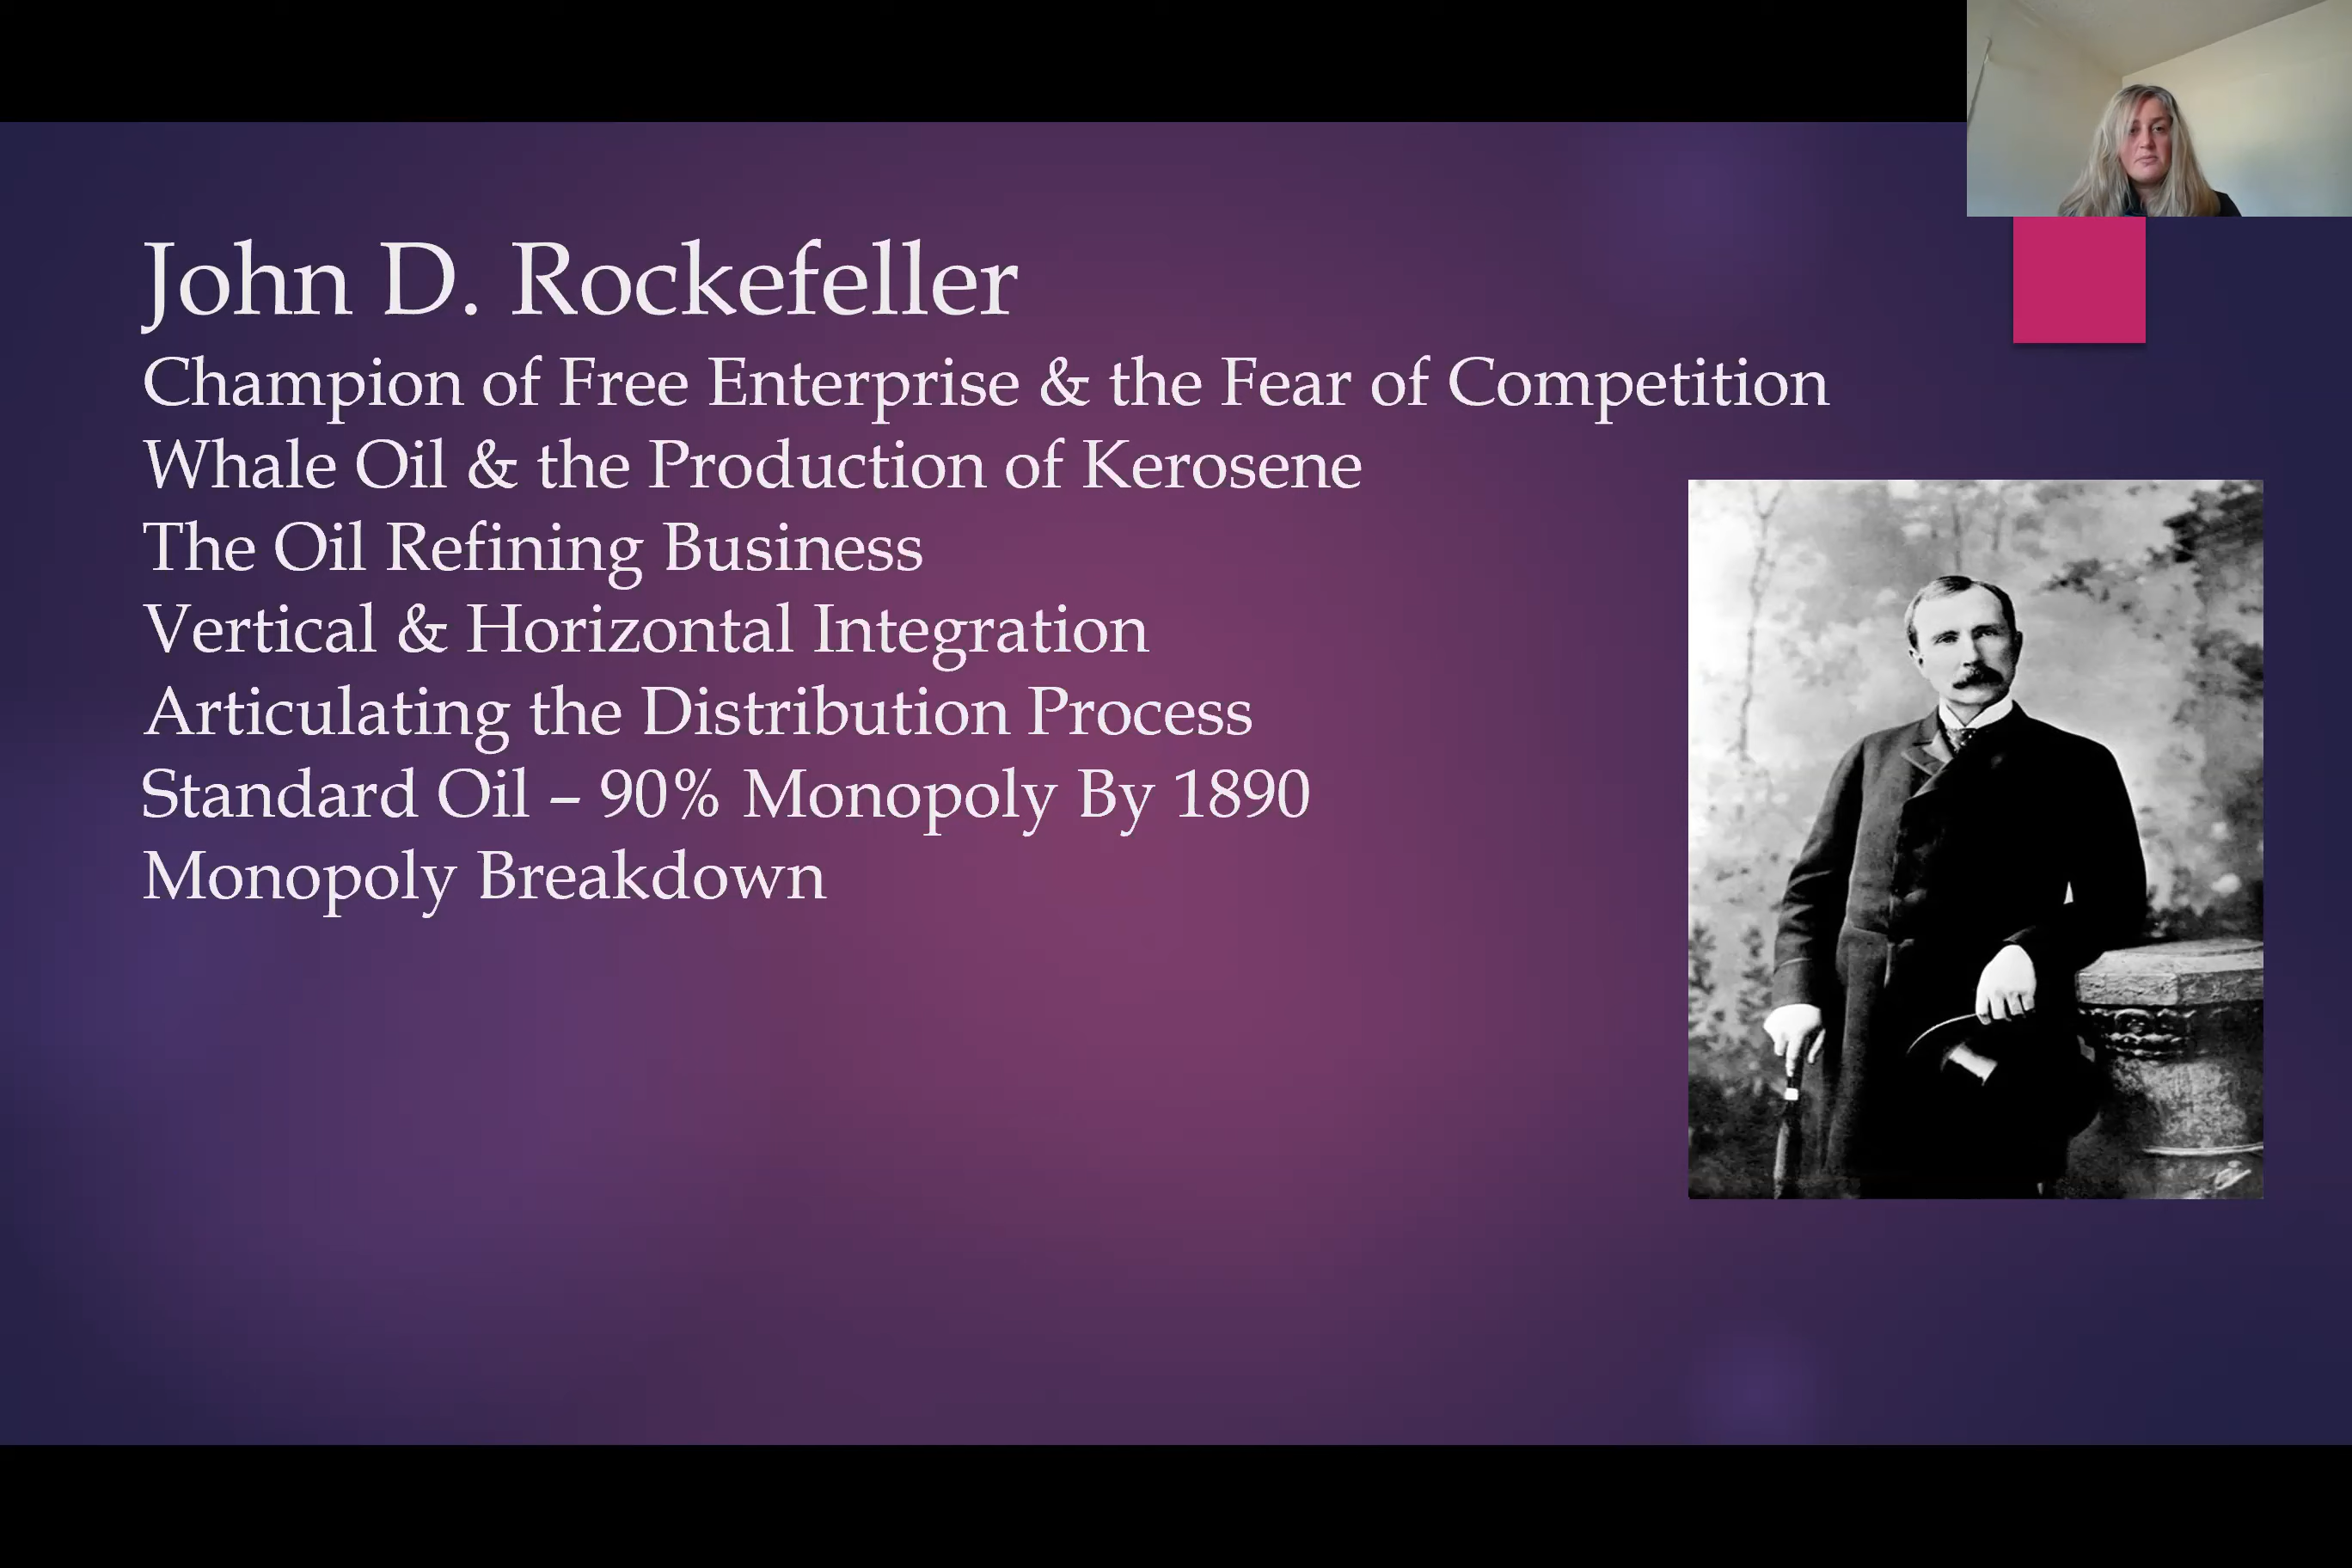 John D. Rockefeller
Champion of Free Enterprise & the Fear of Competition
Whale Oil & the Production of Kerosene
The Oil Refining Business
Vertical & Horizontal Integration
Articulating the Distribution Process
Standard Oil – 90% Monopoly By 1890
Monopoly Breakdown